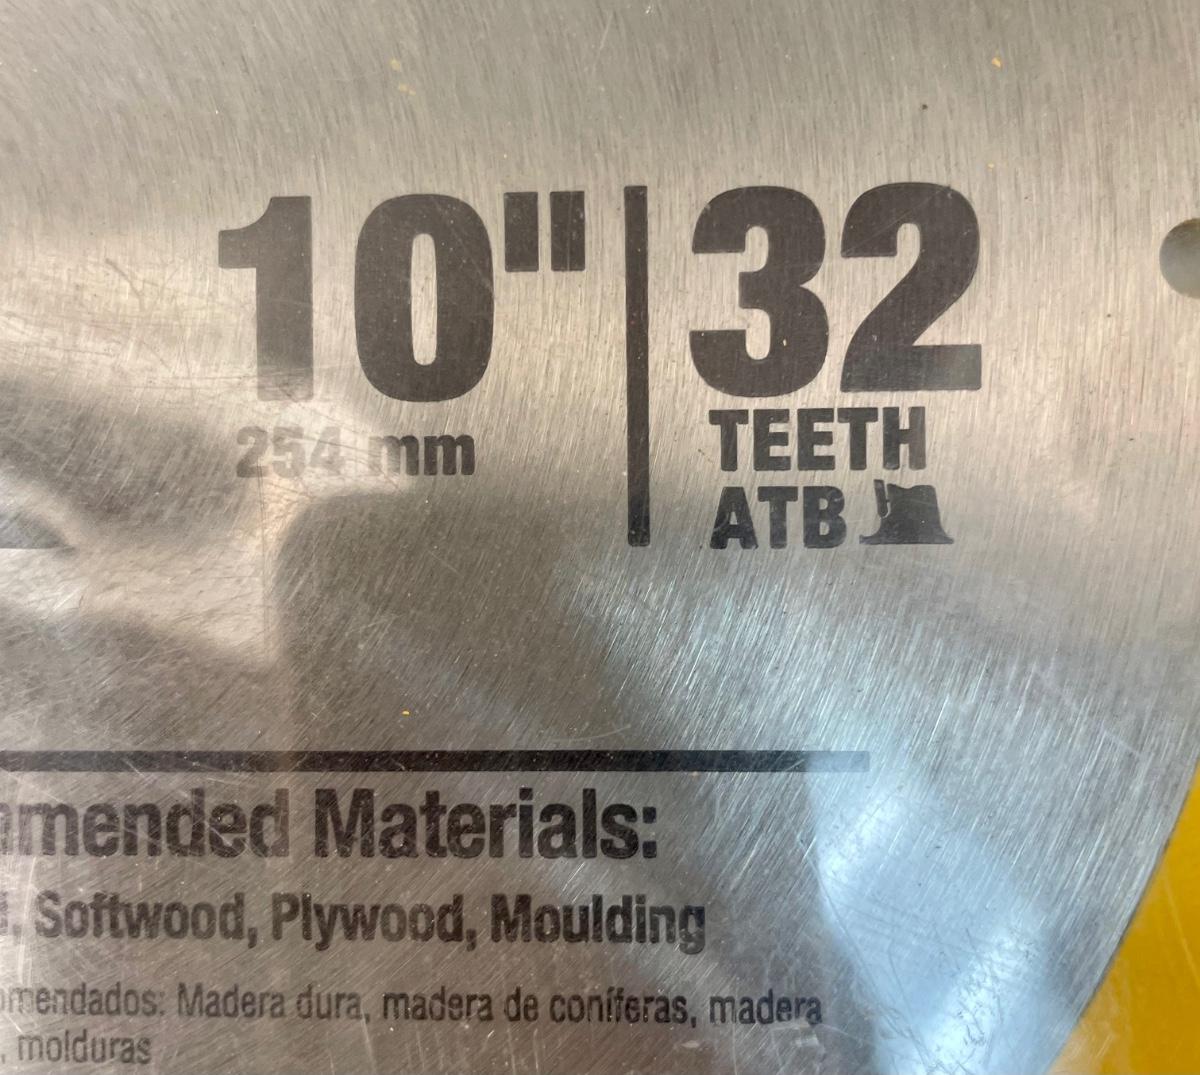 10" | 32
254 mm
TEETH
ATB
mmended Materials:
, Softwood, Plywood, Moulding
omendados: Madera dura, madera de coníferas, madera
, molduras